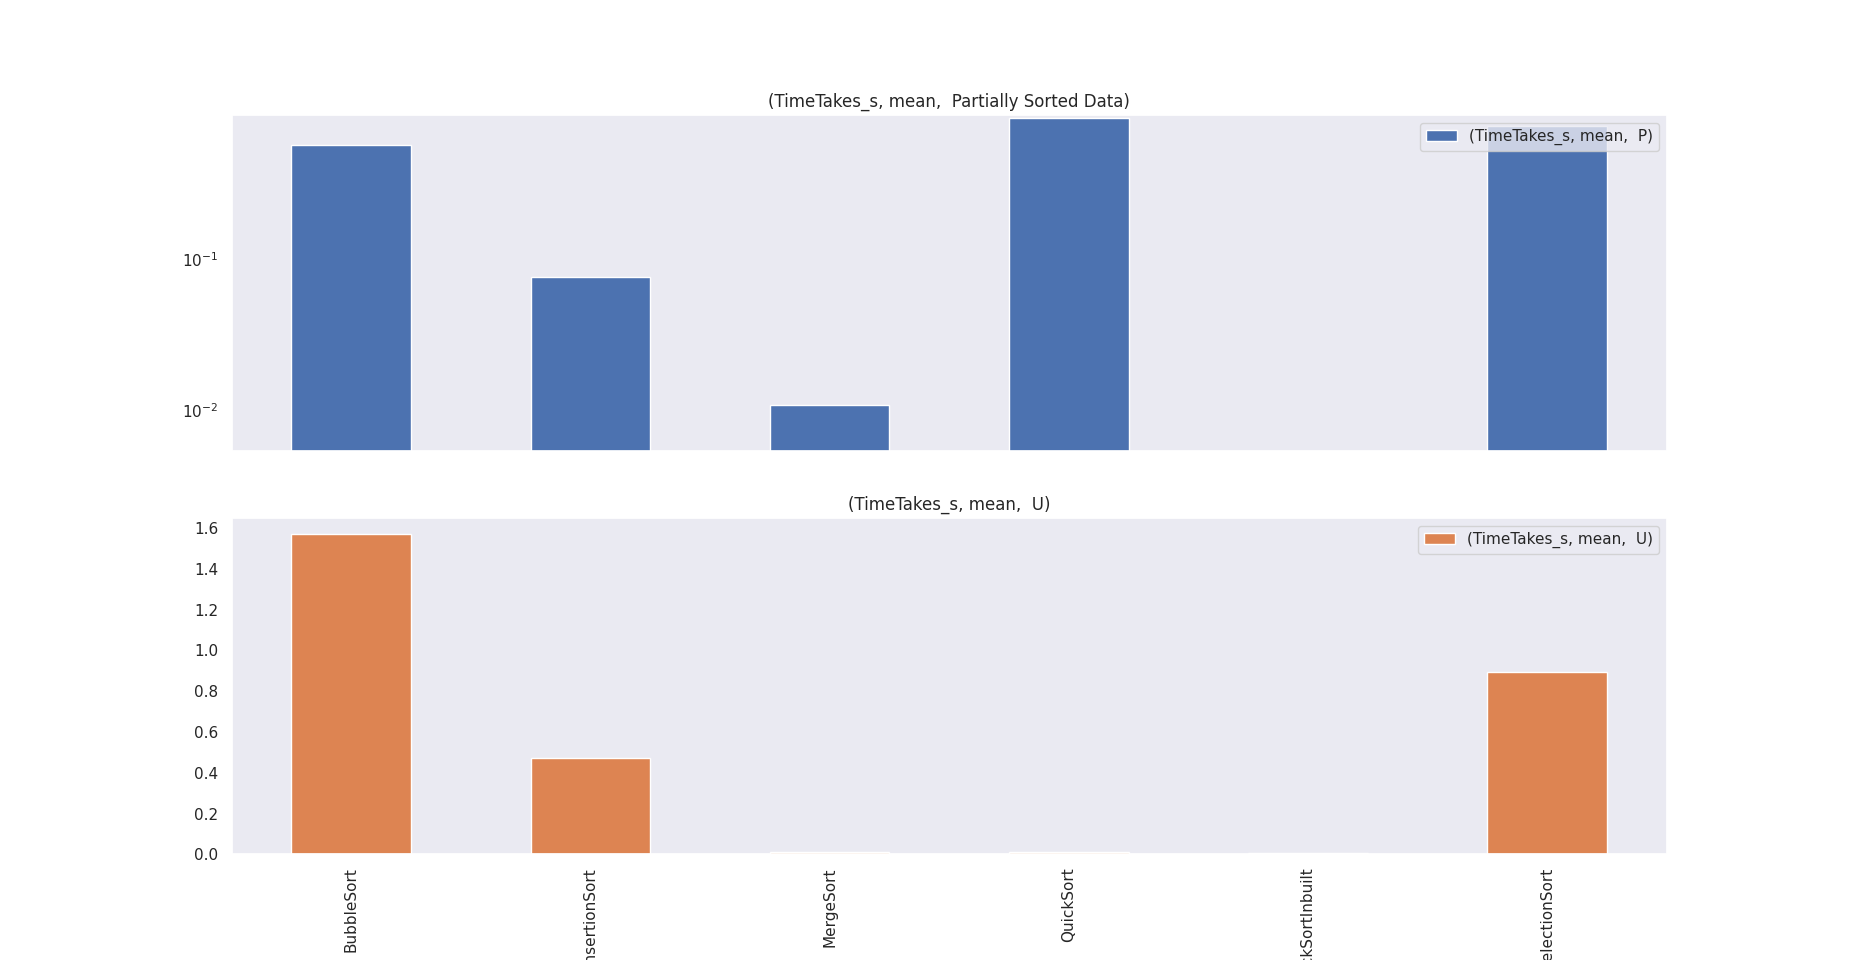 (TimeTakes_s, mean,  Partially Sorted Data)
(TimeTakes_s, mean,  P)
10⁻¹
10⁻²
(TimeTakes_s, mean,  U)
(TimeTakes_s, mean,  U)
1.6
1.4
1.2
1.0
0.8
0.6
0.4
0.2
0.0
BubbleSort
nsertionSort
MergeSort
QuickSort
ckSortInbuilt
electionSort